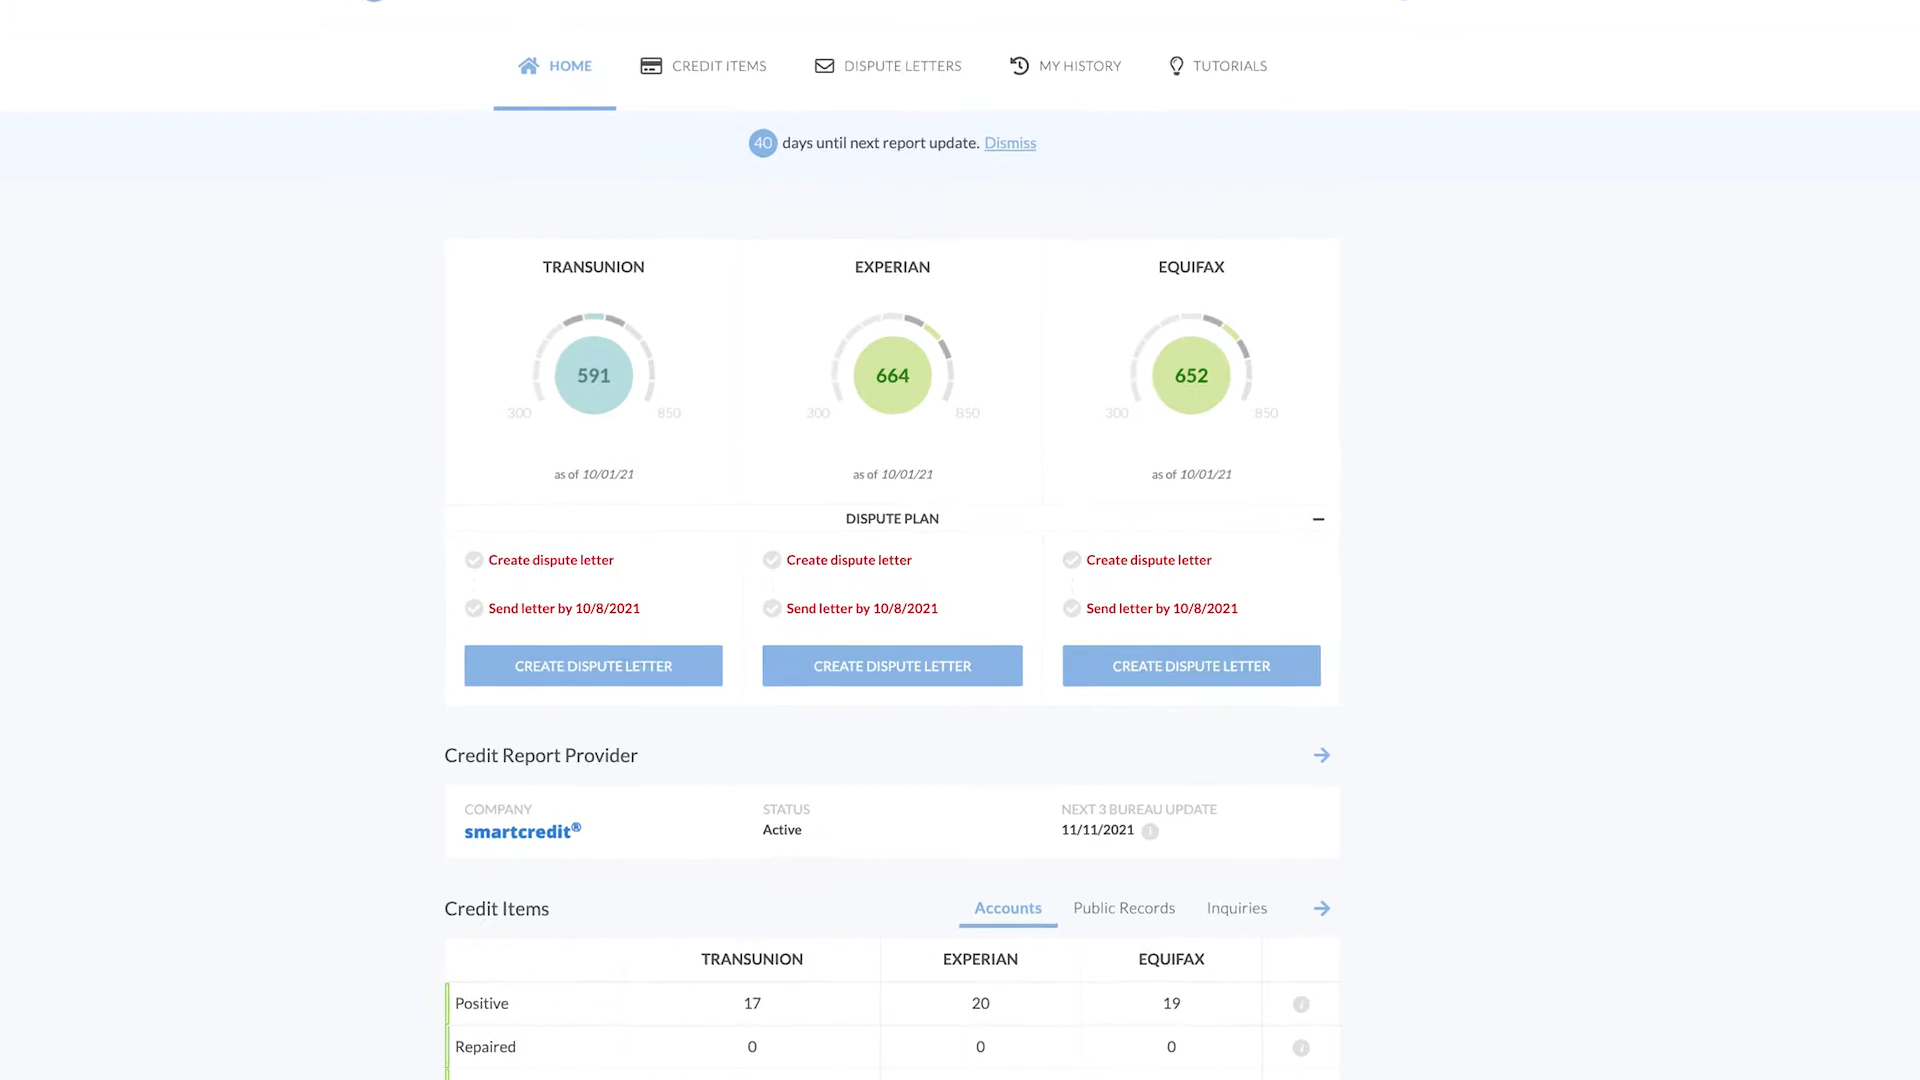 HOME CREDIT ITEMS DISPUTE LETTERS MY HISTORY TUTORIALS
40 days until next report update. Dismiss
TRANSUNION EXPERIAN EQUIFAX
591 664 652
300 850 300 850 300 850
as of 10/01/21 as of 10/01/21 as of 10/01/21
DISPUTE PLAN
Create dispute letter Create dispute letter Create dispute letter
Send letter by 10/8/2021 Send letter by 10/8/2021 Send letter by 10/8/2021
CREATE DISPUTE LETTER CREATE DISPUTE LETTER CREATE DISPUTE LETTER
Credit Report Provider
COMPANY STATUS NEXT 3 BUREAU UPDATE
smartcredit® Active 11/11/2021
Credit Items Accounts Public Records Inquiries
TRANSUNION EXPERIAN EQUIFAX
Positive 17 20 19
Repaired 0 0 0